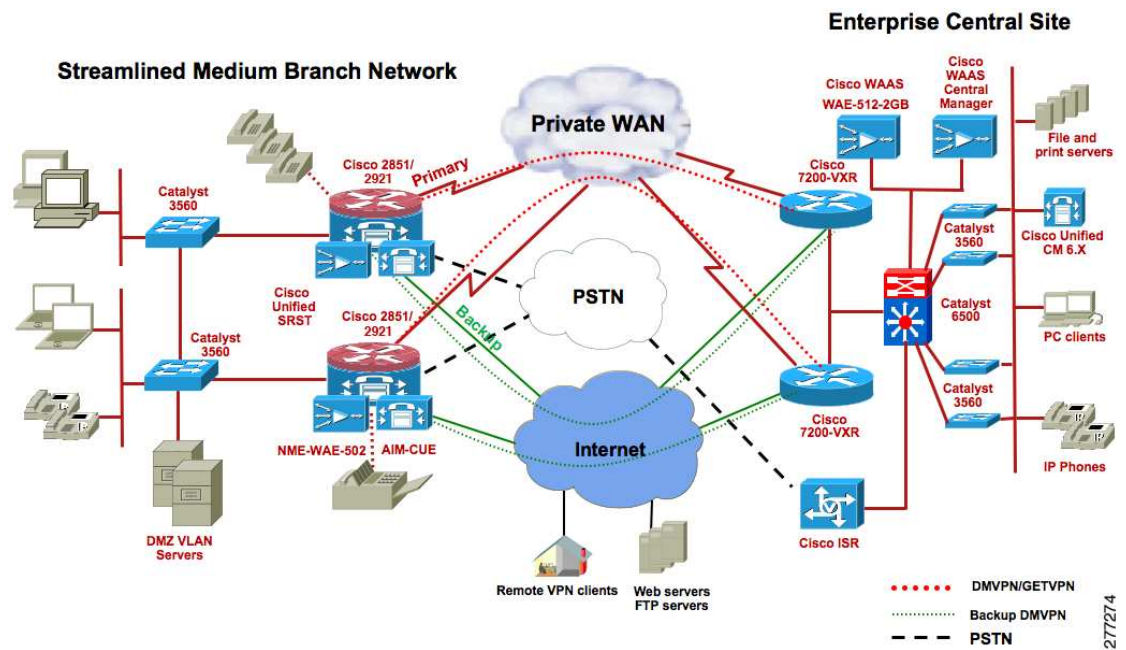 Enterprise Central Site
Streamlined Medium Branch Network
Cisco WAAS
WAE-512-2GB
Cisco
WAAS
Central
Manager
File and
print servers
Private WAN
Cisco 2851/
2921
Primary
Cisco
7200-VXR
Catalyst
3560
Catalyst
3560
Cisco Unified
CM 6.X
PSTN
Cisco
Unified
SRST
Cisco 2851/
2921
Backup
Catalyst
6500
PC clients
Catalyst
3560
Catalyst
3560
Cisco
7200-VXR
NME-WAE-502
AIM-CUE
Internet
IP Phones
DMZ VLAN
Servers
Cisco ISR
Remote VPN clients
Web servers
FTP servers
DMVPN/GETVPN
Backup DMVPN
PSTN
277274